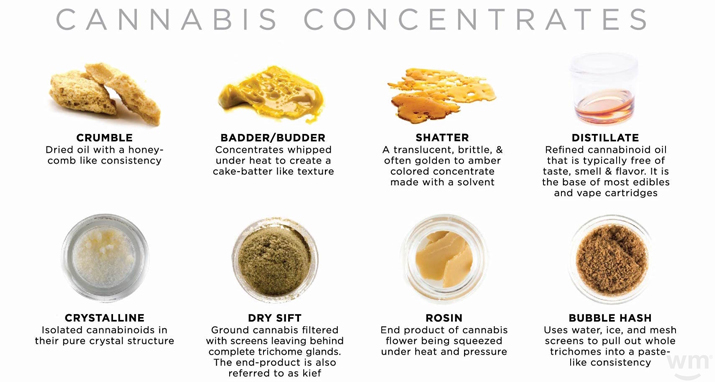 CANNABIS CONCENTRATES
CRUMBLE
Dried oil with a honey-
comb like consistency
BADDER/BUDDER
Concentrates whipped
under heat to create a
cake-batter like texture
SHATTER
A translucent, brittle, &
often golden to amber
colored concentrate
made with a solvent
DISTILLATE
Refined cannabinoid oil
that is typically free of
taste, smell & flavor. It is
the base of most edibles
and vape cartridges
CRYSTALLINE
Isolated cannabinoids in
their pure crystal structure
DRY SIFT
Ground cannabis filtered
with screens leaving behind
complete trichome glands.
The end-product is also
referred to as kief
ROSIN
End product of cannabis
flower being squeezed
under heat and pressure
BUBBLE HASH
Uses water, ice, and mesh
screens to pull out whole
trichomes into a paste-
like consistency
wm